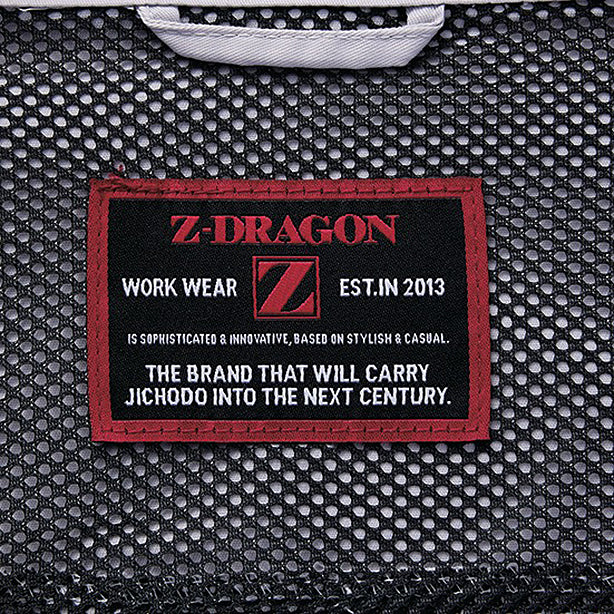 Z-DRAGON
WORK WEAR Z EST.IN 2013
IS SOPHISTICATED & INNOVATIVE, BASED ON STYLISH & CASUAL.
THE BRAND THAT WILL CARRY
JICHODO INTO THE NEXT CENTURY.